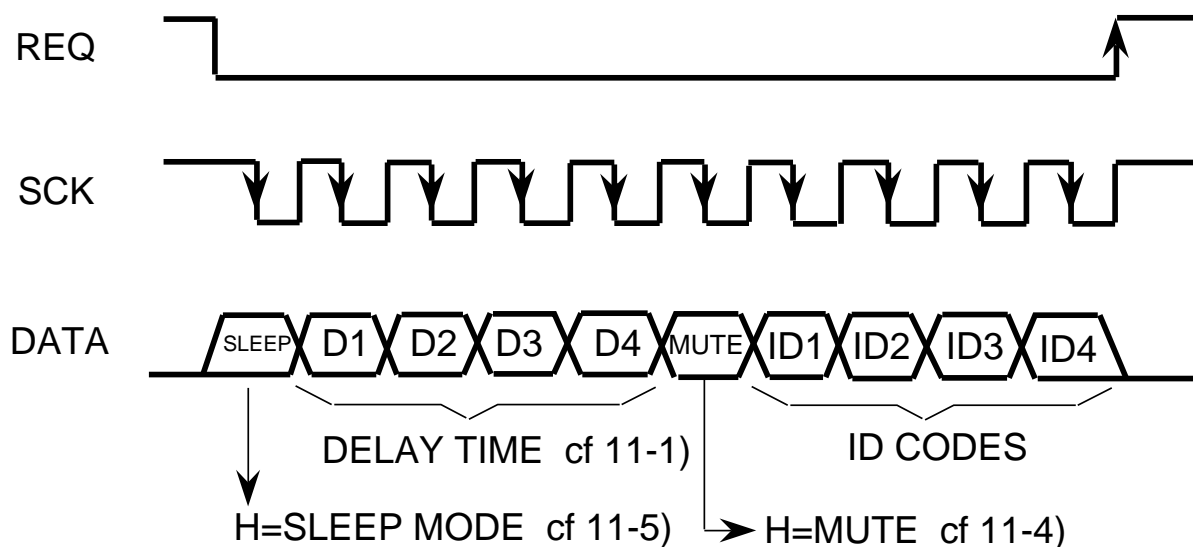 REQ
SCK
DATA
SLEEP D1 D2 D3 D4 MUTE ID1 ID2 ID3 ID4
DELAY TIME cf 11-1)
ID CODES
H=SLEEP MODE cf 11-5)
H=MUTE cf 11-4)